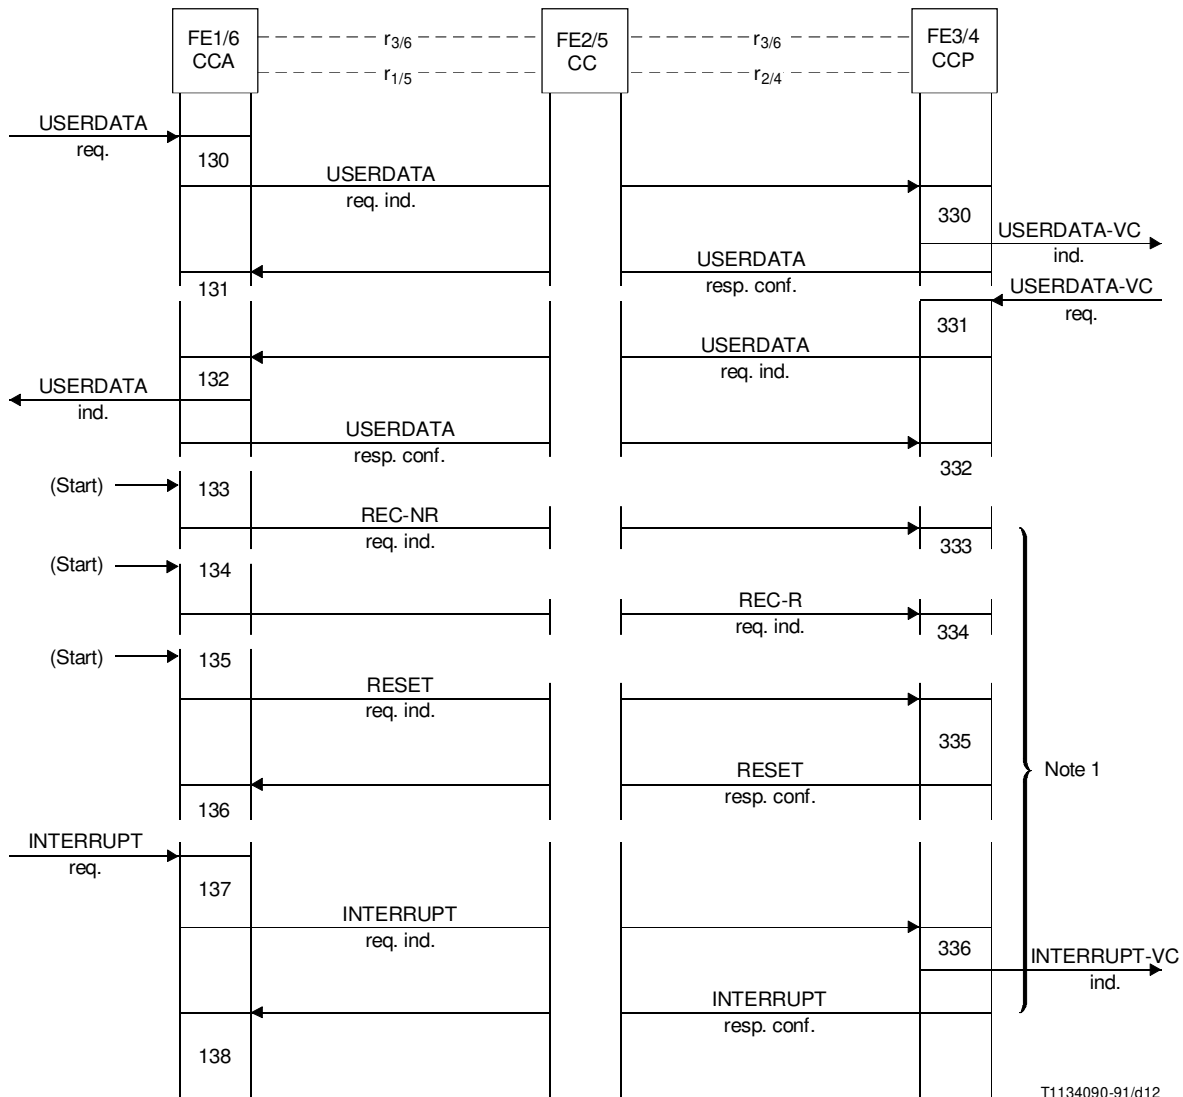 FE1/6
CCA
r3/6
r1/5
FE2/5
CC
r3/6
r2/4
FE3/4
CCP
USERDATA
req.
130
USERDATA
req. ind.
330
USERDATA-VC
ind.
USERDATA
resp. conf.
131
USERDATA-VC
req.
331
USERDATA
req. ind.
132
USERDATA
ind.
USERDATA
resp. conf.
332
(Start)
133
REC-NR
req. ind.
333
(Start)
134
REC-R
req. ind.
334
(Start)
135
RESET
req. ind.
335
RESET
resp. conf.
Note 1
136
INTERRUPT
req.
137
INTERRUPT
req. ind.
336
INTERRUPT-VC
ind.
INTERRUPT
resp. conf.
138
T1134090-91/d12